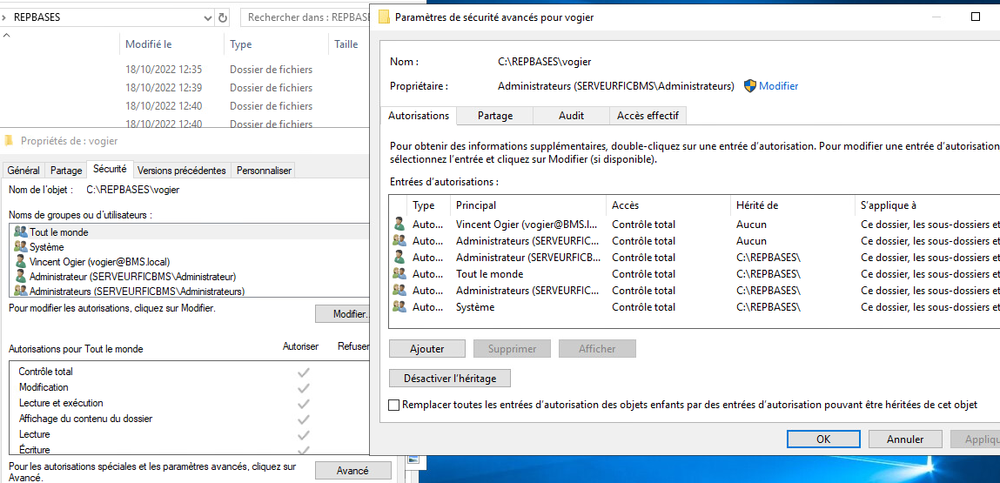 REPBASES
Rechercher dans : REPBASES
Modifié le Type Taille
18/10/2022 12:35 Dossier de fichiers
18/10/2022 12:39 Dossier de fichiers
18/10/2022 12:40 Dossier de fichiers
18/10/2022 12:40 Dossier de fichiers
Propriétés de : vogier
Général Partage Sécurité Versions précédentes Personnaliser
Nom de l'objet : C:\REPBASES\vogier
Noms de groupes ou d'utilisateurs :
Tout le monde
Système
Vincent Ogier (vogier@BMS.local)
Administrateur (SERVEURFICBMS\Administrateur)
Administrateurs (SERVEURFICBMS\Administrateurs)
Pour modifier les autorisations, cliquez sur Modifier.
Modifier..
Autorisations pour Tout le monde Autoriser Refuser
Contrôle total
Modification
Lecture et exécution
Affichage du contenu du dossier
Lecture
Écriture
Pour les autorisations spéciales et les paramètres avancés, cliquez sur
Avancé.
Avancé
Paramètres de sécurité avancés pour vogier
Nom : C:\REPBASES\vogier
Propriétaire : Administrateurs (SERVEURFICBMS\Administrateurs) Modifier
Autorisations Partage Audit Accès effectif
Pour obtenir des informations supplémentaires, double-cliquez sur une entrée d'autorisation. Pour modifier une entrée d'autorisation
sélectionnez l'entrée et cliquez sur Modifier (si disponible).
Entrées d'autorisations :
Type Principal Accès Hérité de S'applique à
Auto... Vincent Ogier (vogier@BMS.l... Contrôle total Aucun Ce dossier, les sous-dossiers et
Auto... Administrateurs (SERVEURFIC... Contrôle total Aucun Ce dossier, les sous-dossiers et
Auto... Administrateur (SERVEURFICB... Contrôle total C:\REPBASES\ Ce dossier, les sous-dossiers et
Auto... Tout le monde Contrôle total C:\REPBASES\ Ce dossier, les sous-dossiers et
Auto... Administrateurs (SERVEURFIC... Contrôle total C:\REPBASES\ Ce dossier, les sous-dossiers et
Auto... Système Contrôle total C:\REPBASES\ Ce dossier, les sous-dossiers et
Ajouter Supprimer Afficher
Désactiver l'héritage
Remplacer toutes les entrées d'autorisation des objets enfants par des entrées d'autorisation pouvant être héritées de cet objet
OK Annuler Appliqu